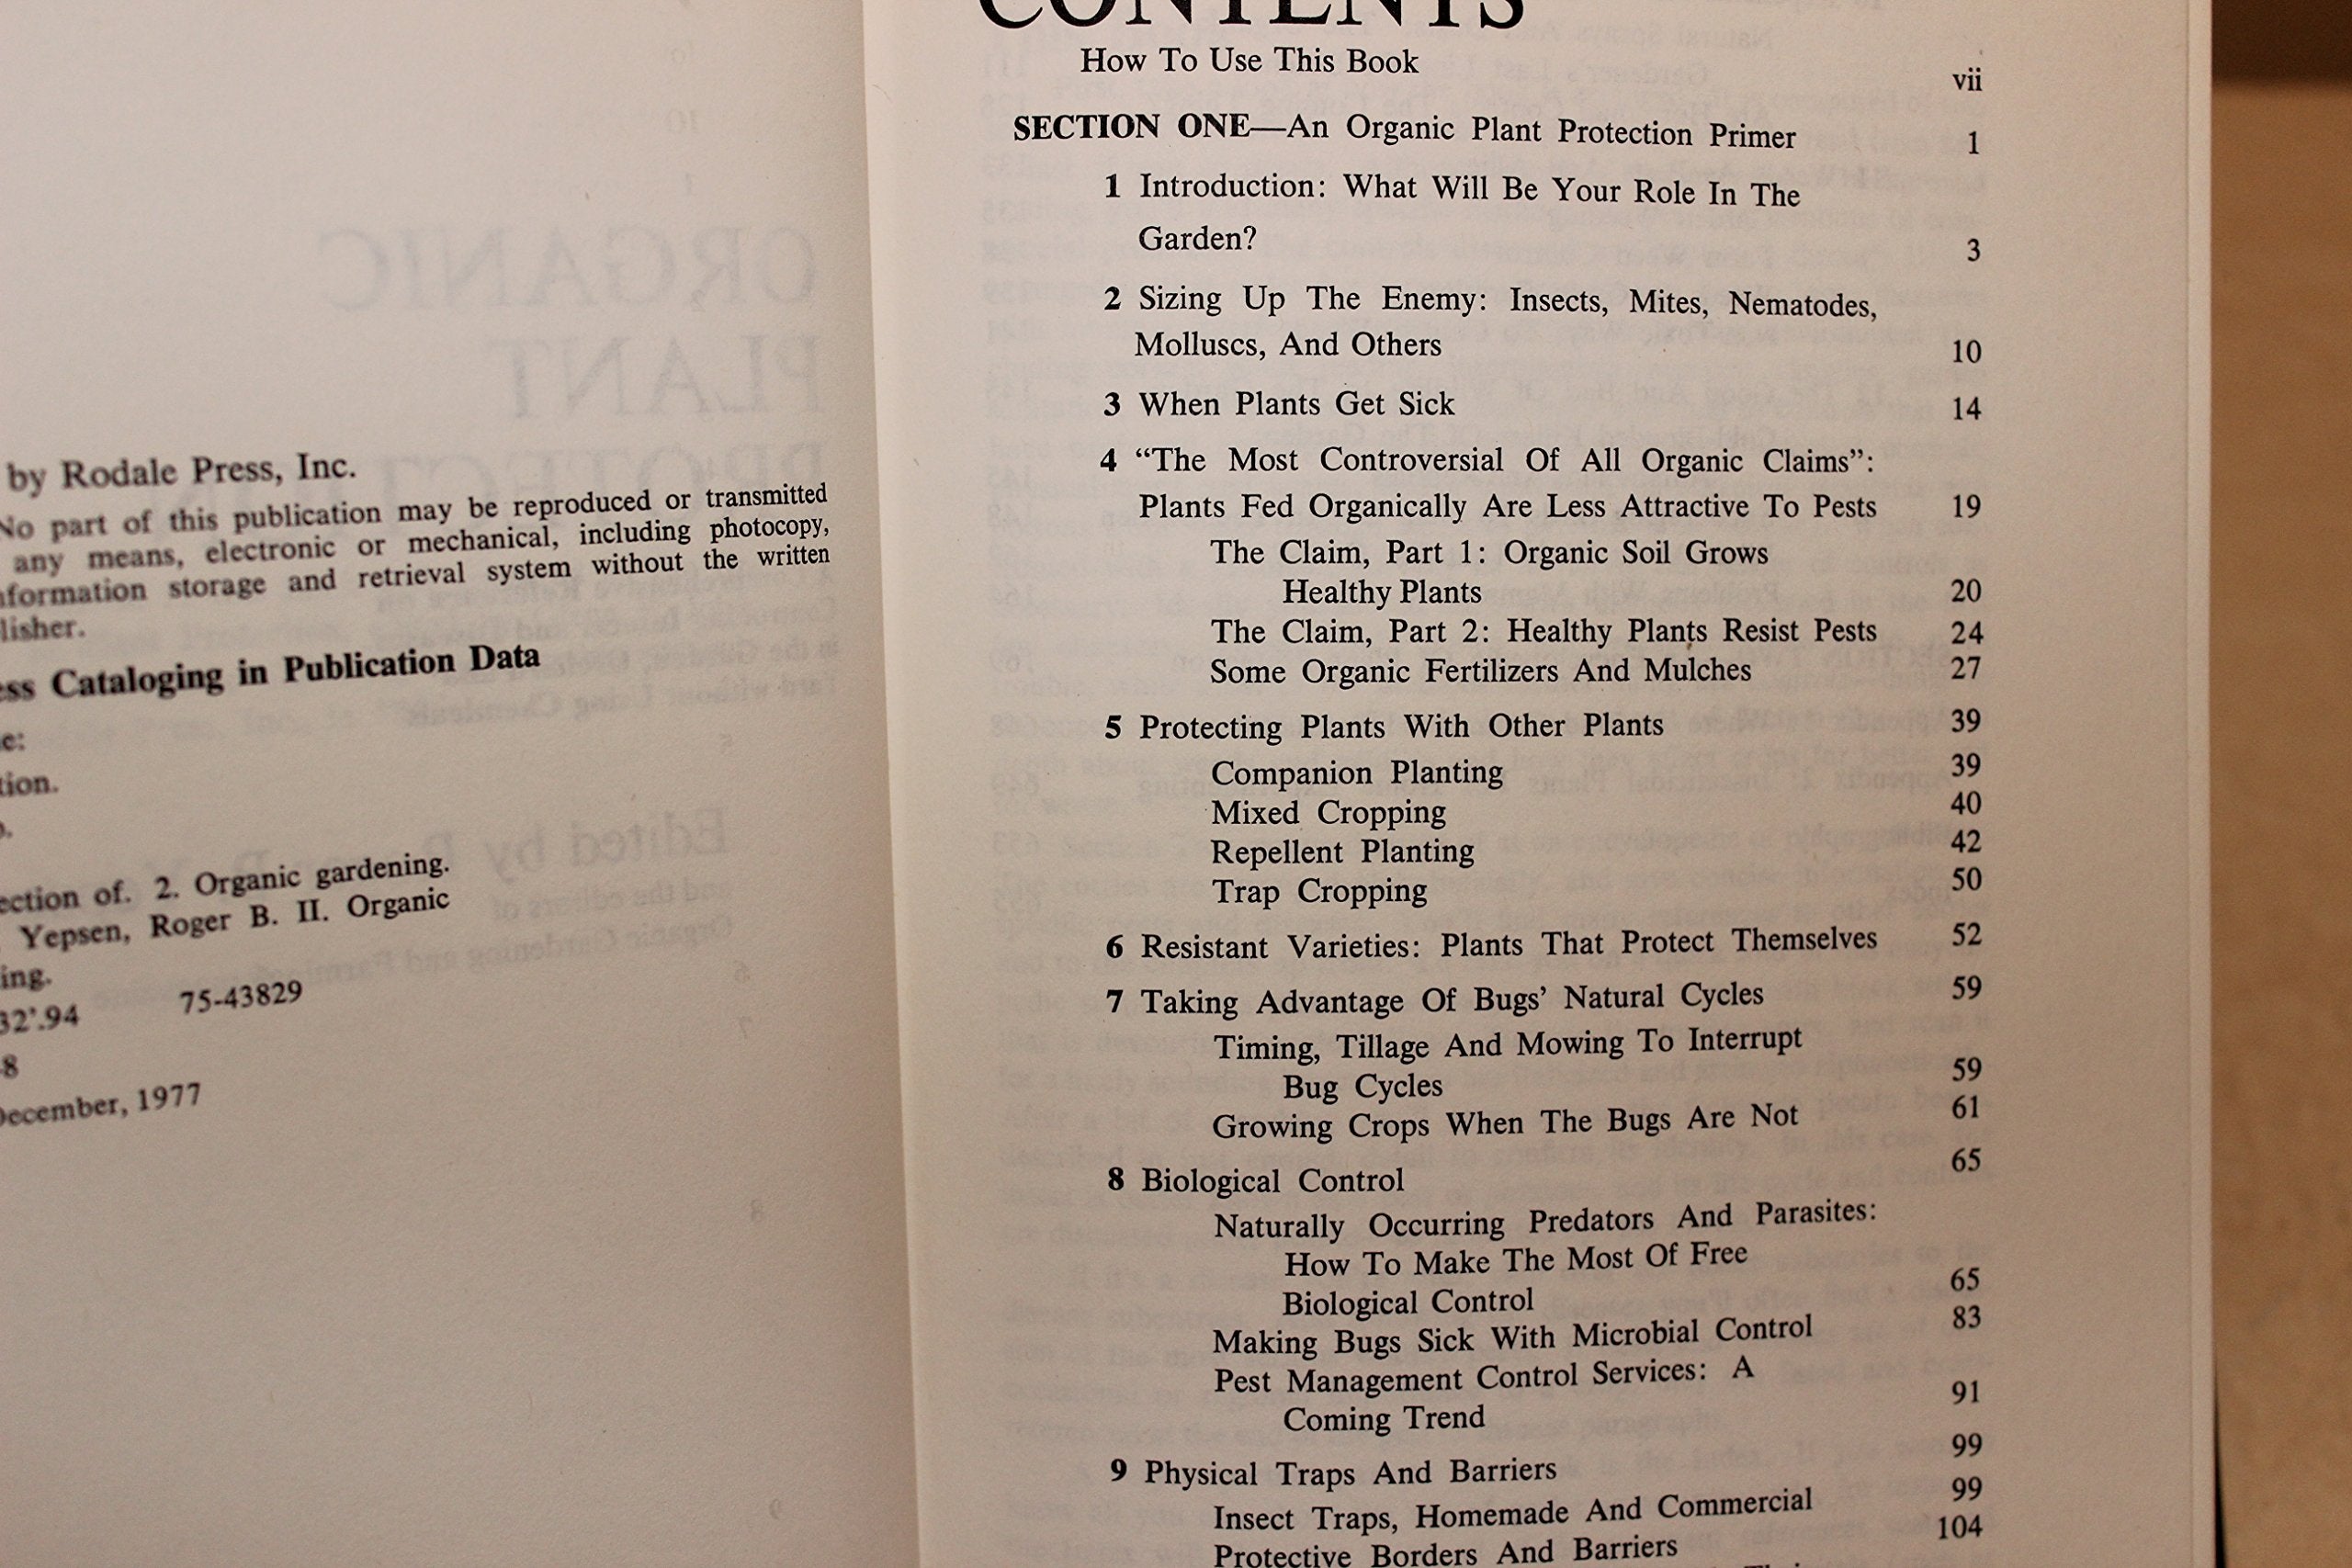 by Rodale Press, Inc.
No part of this publication may be reproduced or transmitted
any means, electronic or mechanical, including photocopy,
information storage and retrieval system without the written
lisher.
ess Cataloging in Publication Data
e:
tion.
ection of. 2. Organic gardening.
Yepsen, Roger B. II. Organic
ing.
32'.94 75-43829
8
December, 1977
CONTENTS
How To Use This Book vii
SECTION ONE—An Organic Plant Protection Primer 1
1 Introduction: What Will Be Your Role In The
Garden? 3
2 Sizing Up The Enemy: Insects, Mites, Nematodes,
Molluscs, And Others 10
3 When Plants Get Sick 14
4 “The Most Controversial Of All Organic Claims”:
Plants Fed Organically Are Less Attractive To Pests 19
The Claim, Part 1: Organic Soil Grows
Healthy Plants 20
The Claim, Part 2: Healthy Plants Resist Pests 24
Some Organic Fertilizers And Mulches 27
5 Protecting Plants With Other Plants 39
Companion Planting 39
Mixed Cropping 40
Repellent Planting 42
Trap Cropping 50
6 Resistant Varieties: Plants That Protect Themselves 52
7 Taking Advantage Of Bugs’ Natural Cycles 59
Timing, Tillage And Mowing To Interrupt
Bug Cycles 59
Growing Crops When The Bugs Are Not 61
8 Biological Control 65
Naturally Occurring Predators And Parasites:
How To Make The Most Of Free
Biological Control 65
Making Bugs Sick With Microbial Control 83
Pest Management Control Services: A
Coming Trend 91
9 Physical Traps And Barriers 99
Insect Traps, Homemade And Commercial 99
Protective Borders And Barriers 104